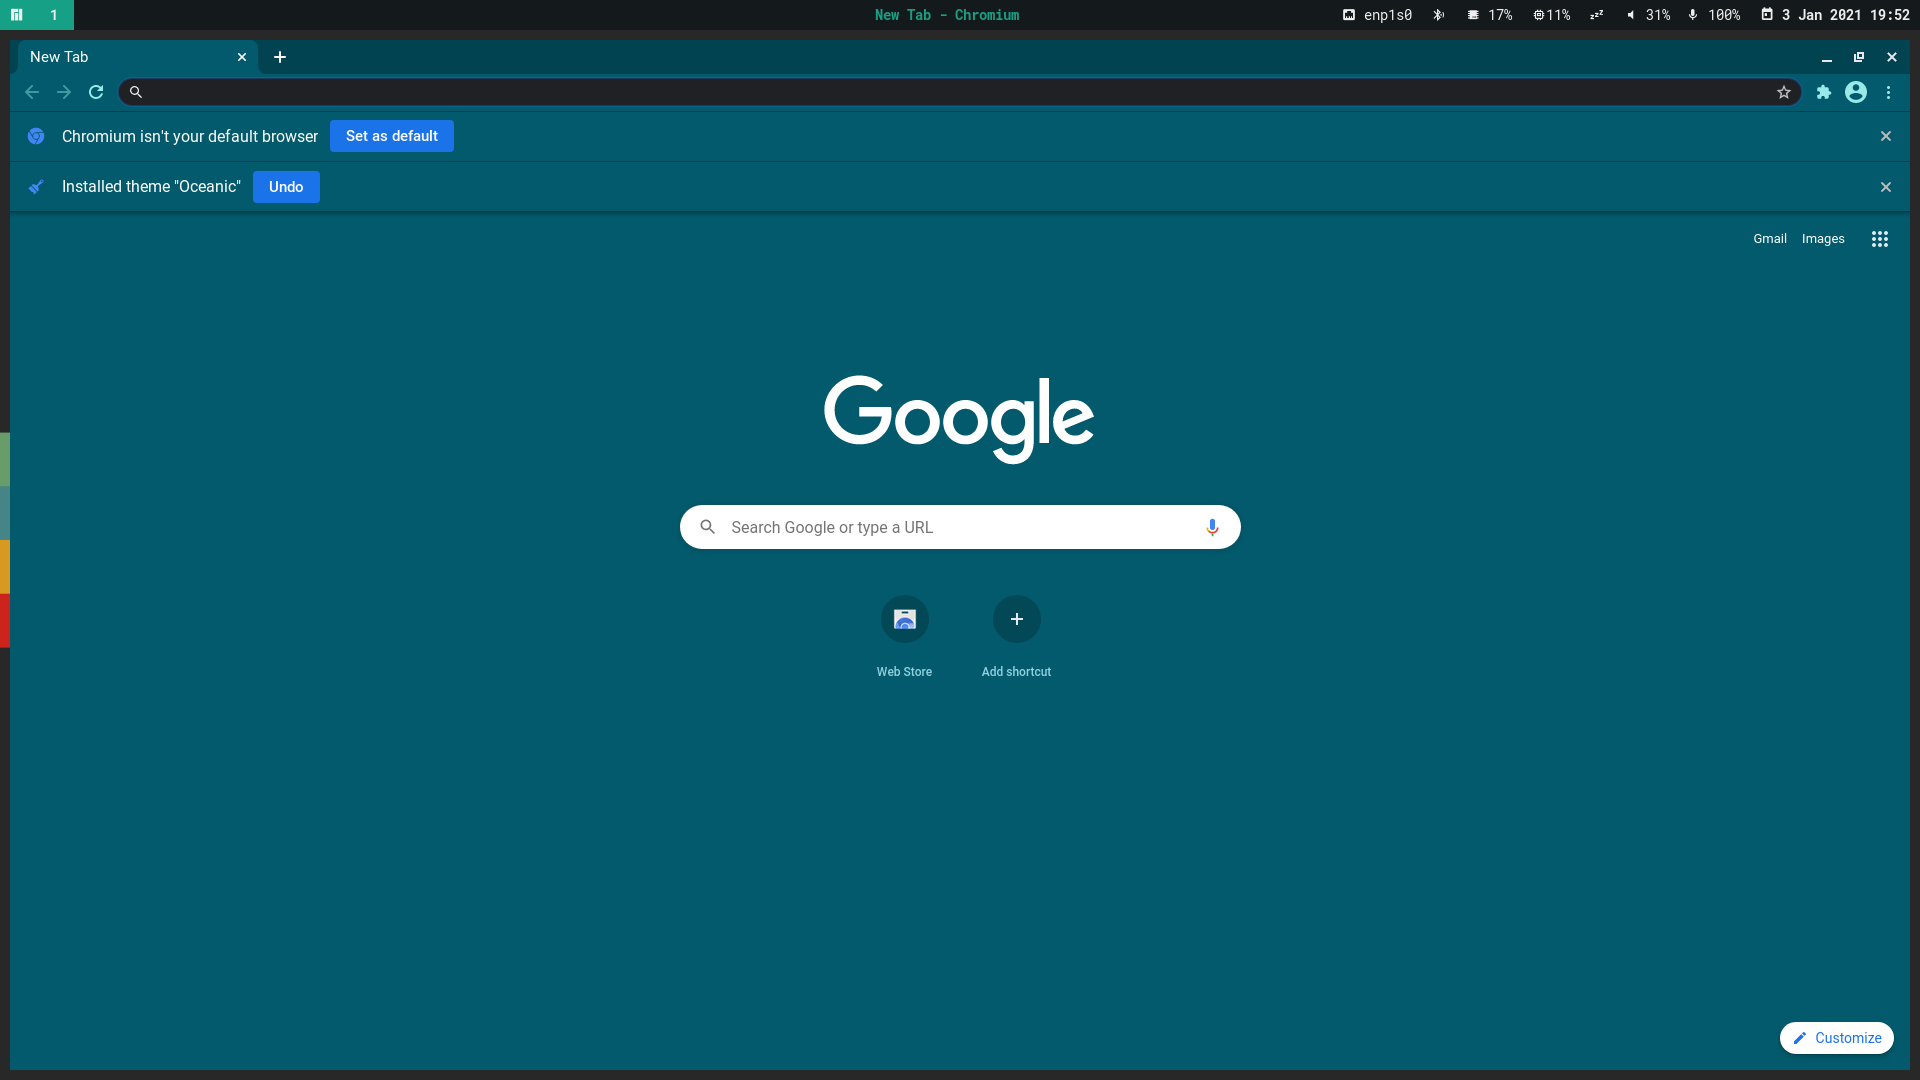 1 New Tab - Chromium enp1s0 17% 11% zzz 31% 100% 3 Jan 2021 19:52
New Tab
Chromium isn't your default browser Set as default
Installed theme "Oceanic" Undo
Gmail Images
Google
Search Google or type a URL
Web Store Add shortcut
Customize